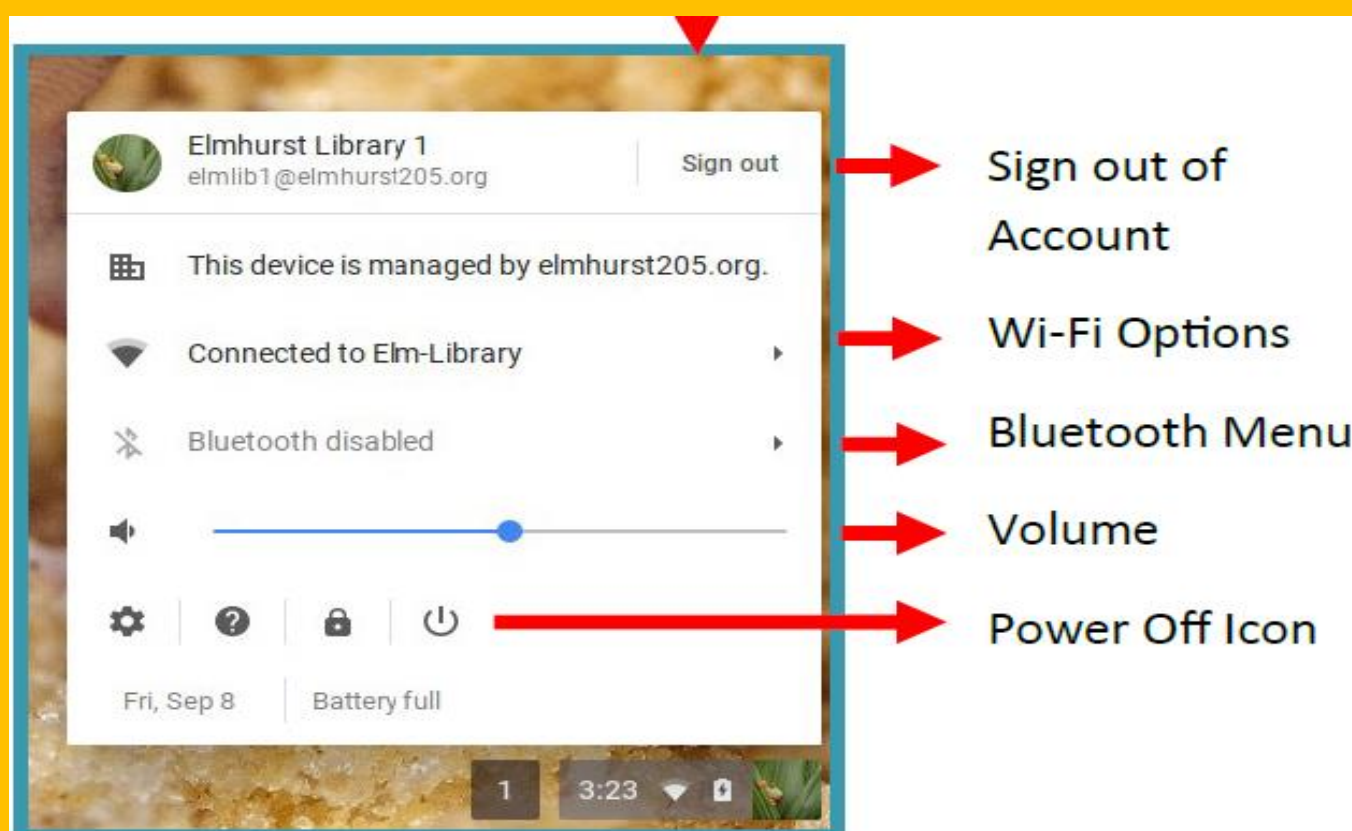 Elmhurst Library 1
elmlib1@elmhurst205.org
Sign out
Sign out of
Account
This device is managed by elmhurst205.org.
Connected to Elm-Library
Wi-Fi Options
Bluetooth disabled
Bluetooth Menu
Volume
Power Off Icon
Fri, Sep 8
Battery full
1
3:23